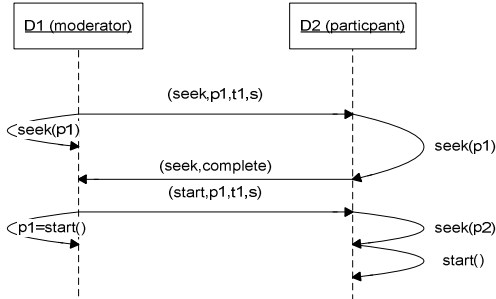 D1 (moderator)
D2 (particpant)
(seek,p1,t1,s)
seek(p1)
seek(p1)
(seek,complete)
(start,p1,t1,s)
p1=start()
seek(p2)
start()